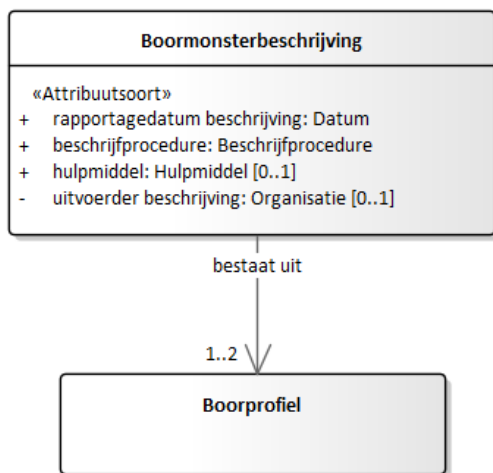 Boormonsterbeschrijving
«Attribuutsoort»
+ rapportagedatum beschrijving: Datum
+ beschrijfprocedure: Beschrijfprocedure
+ hulpmiddel: Hulpmiddel [0..1]
- uitvoerder beschrijving: Organisatie [0..1]
bestaat uit
1..2
Boorprofiel